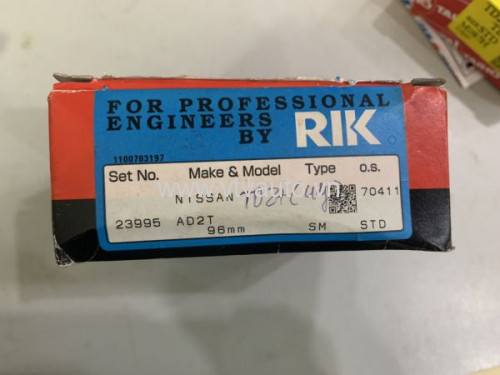 FOR PROFESSIONAL
ENGINEERS
BY RIK
1100703197
Set No. Make & Model Type o.s.
NISSAN 70411
23995 AD2T
96mm SM STD